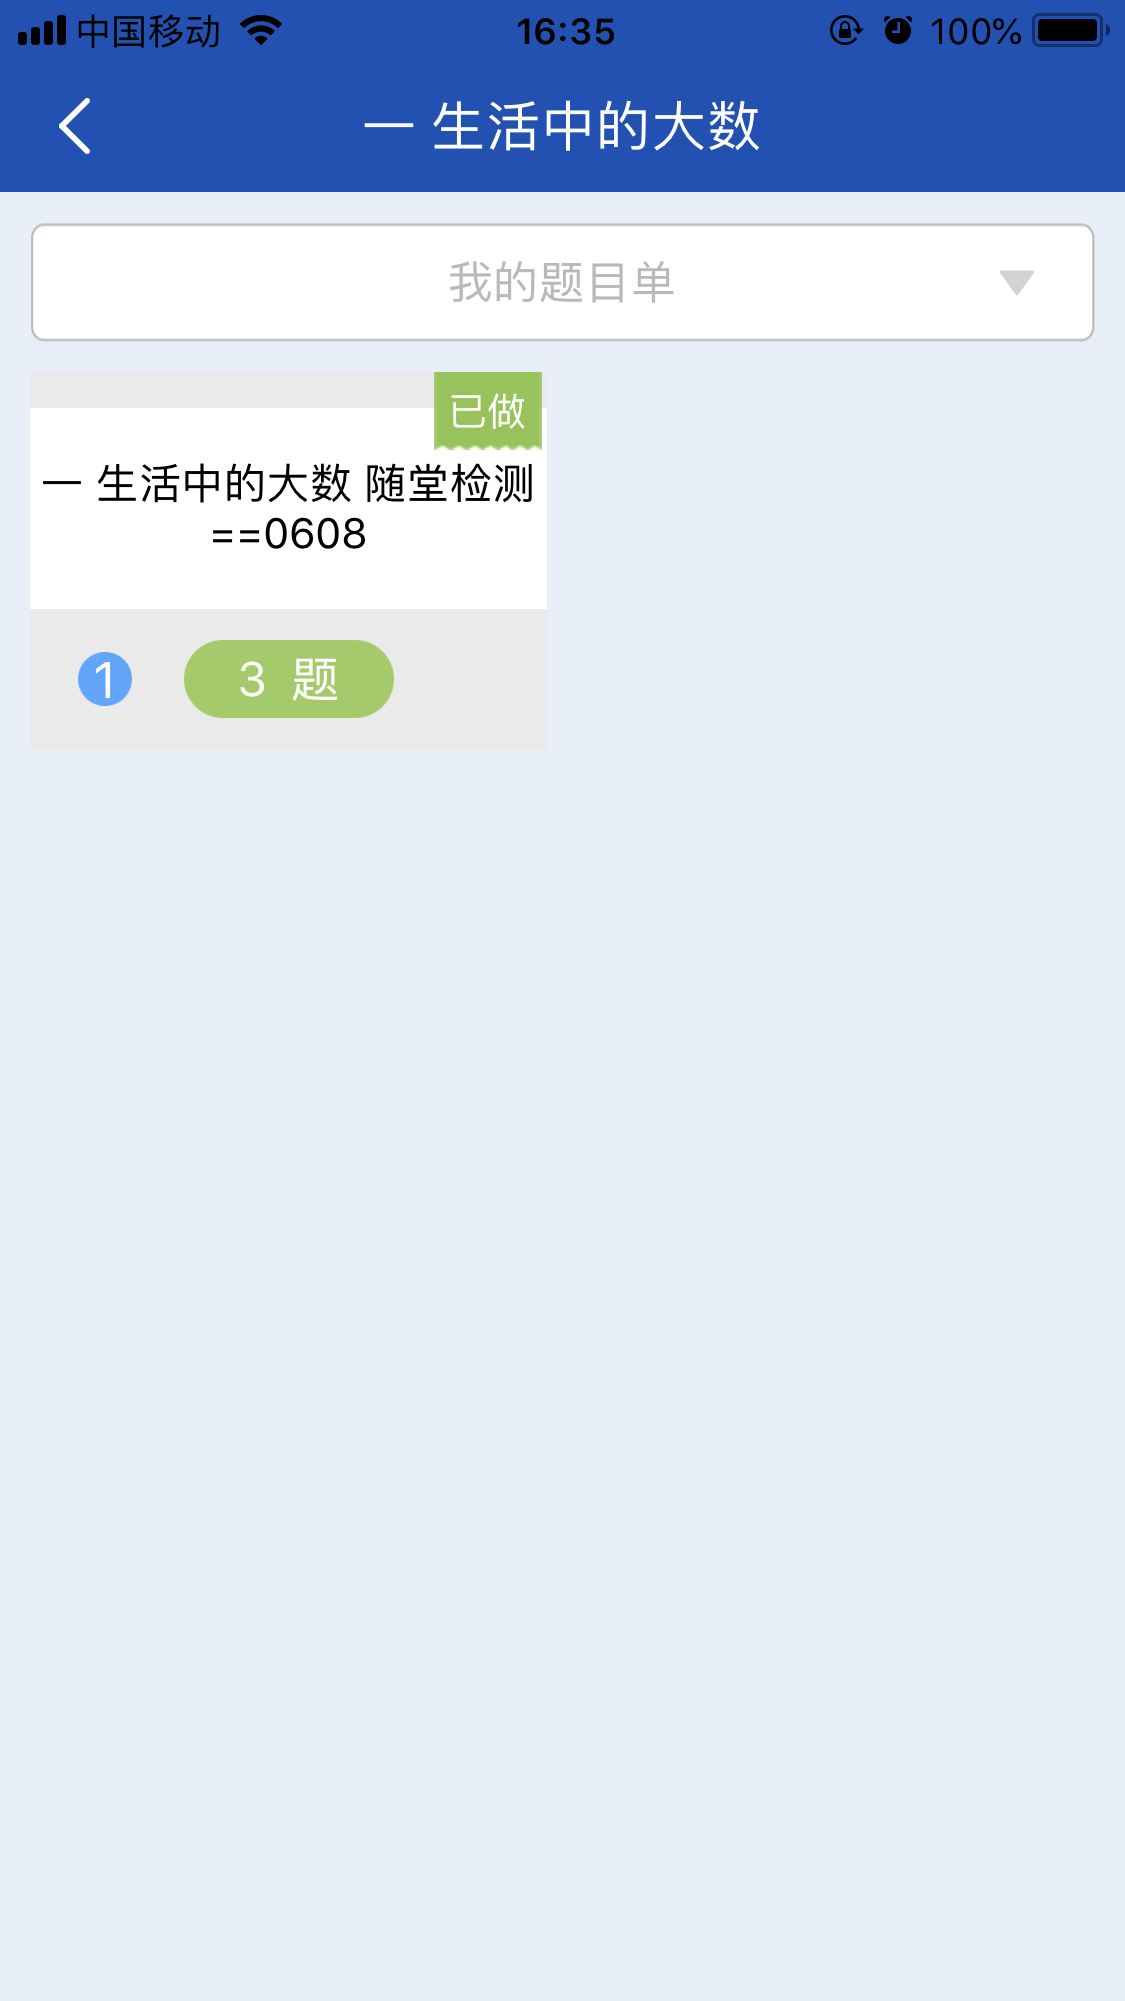 中国移动 16:35 100%
一 生活中的大数
我的题目单
已做
一 生活中的大数 随堂检测
==0608
1 3 题